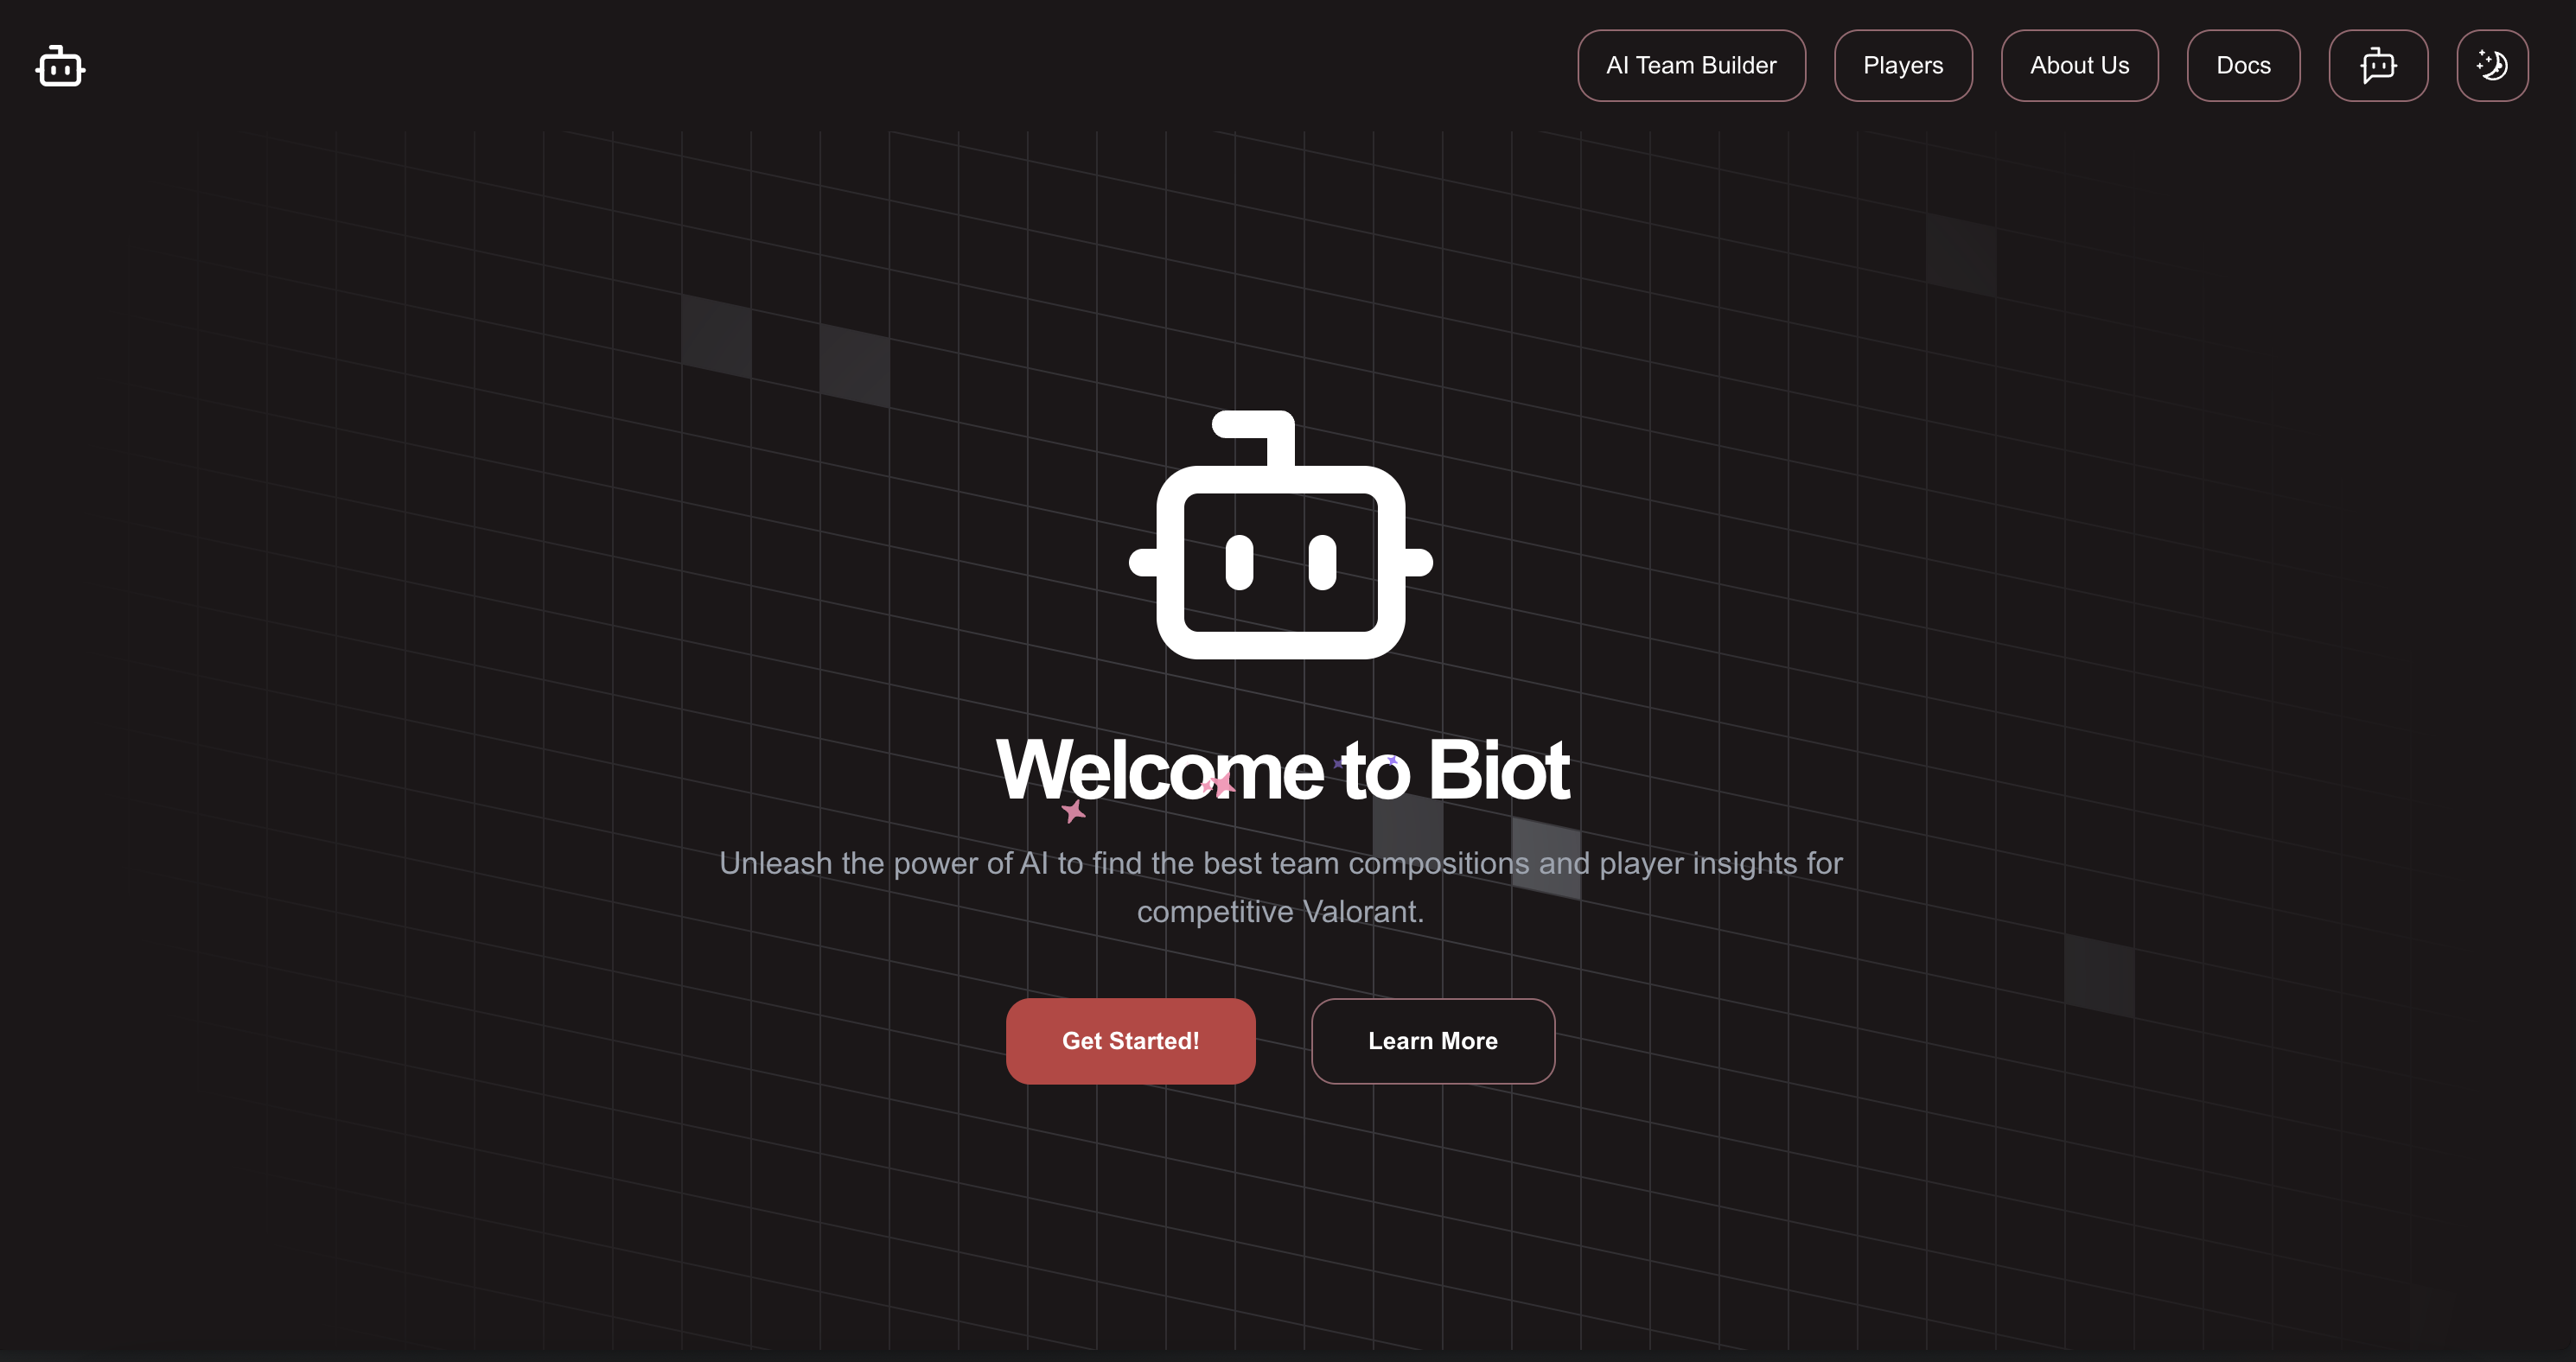 AI Team Builder
Players
About Us
Docs
Welcome to Biot
Unleash the power of AI to find the best team compositions and player insights for
competitive Valorant.
Get Started!
Learn More